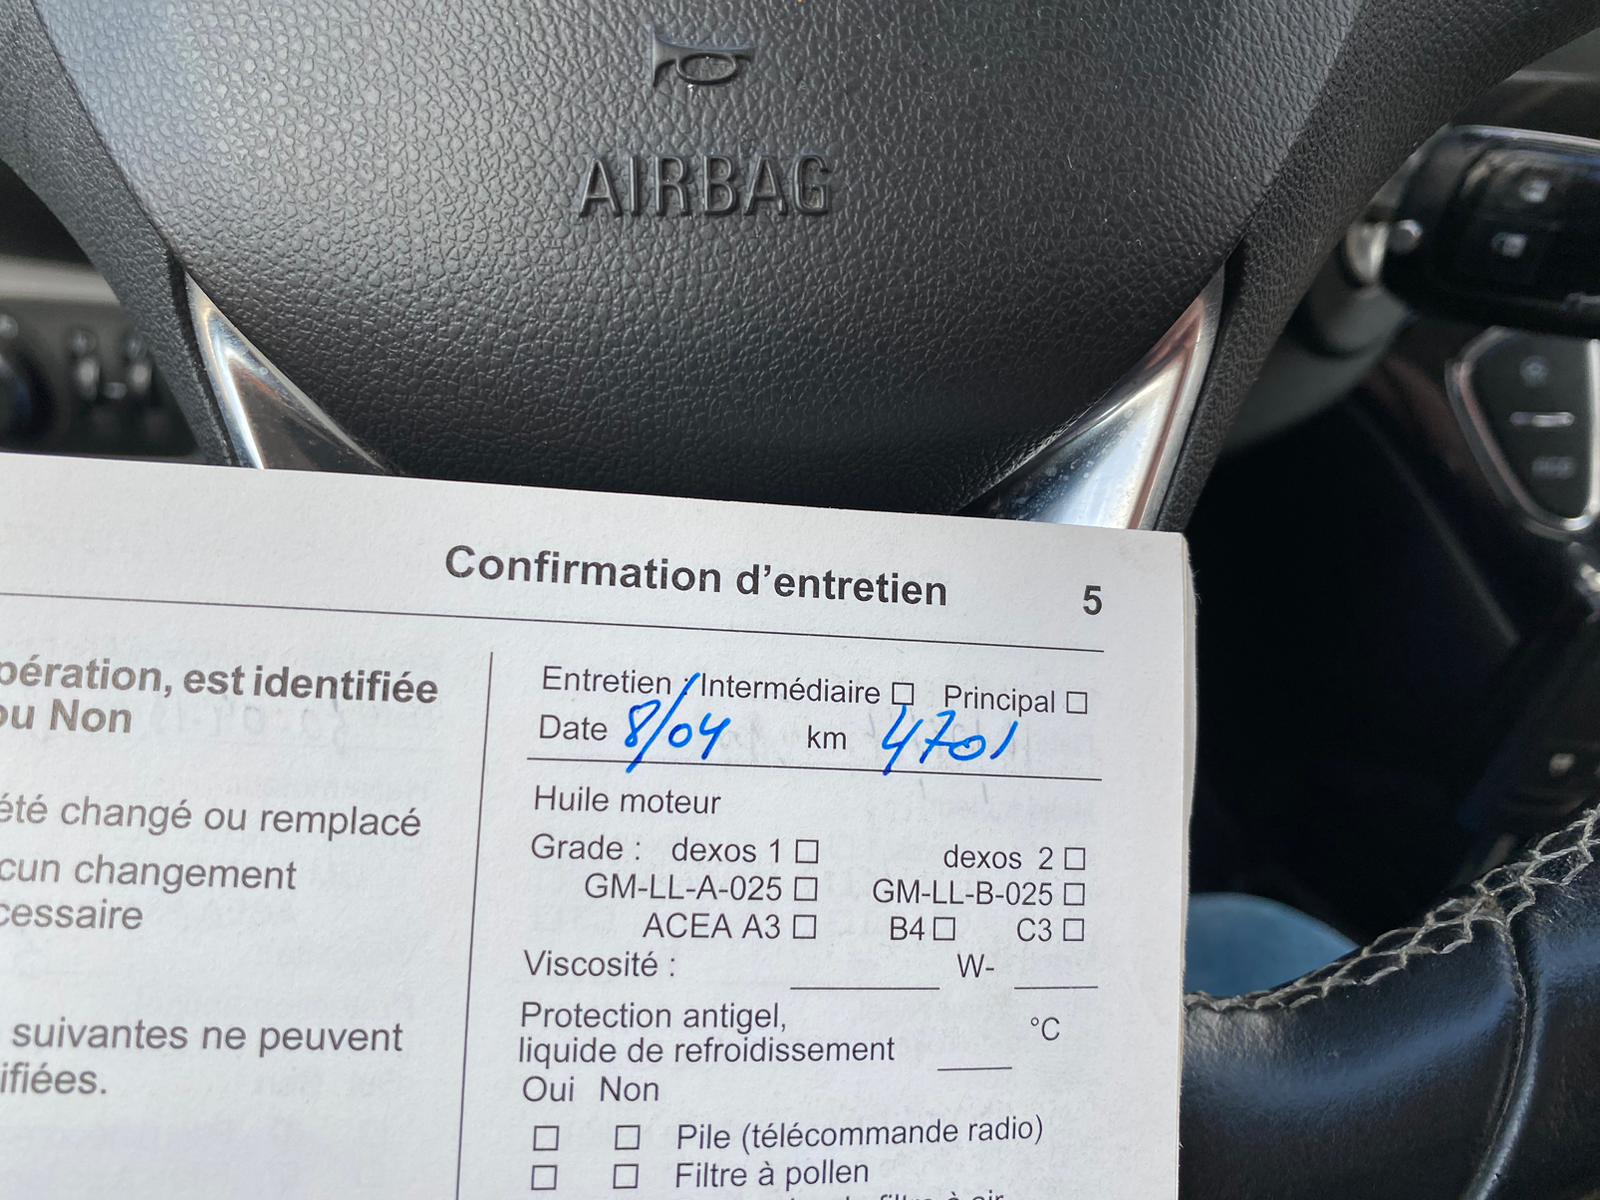 AIRBAG
Confirmation d'entretien 5
pération, est identifiée
ou Non
été changé ou remplacé
cun changement
cessaire
suivantes ne peuvent
ifiées.
Entretien : Intermédiaire ☐ Principal ☐
Date 8/04 km 4701
Huile moteur
Grade : dexos 1 ☐ dexos 2 ☐
GM-LL-A-025 ☐ GM-LL-B-025 ☐
ACEA A3 ☐ B4 ☐ C3 ☐
Viscosité : W-
Protection antigel,
liquide de refroidissement °C
Oui Non
☐ ☐ Pile (télécommande radio)
☐ ☐ Filtre à pollen